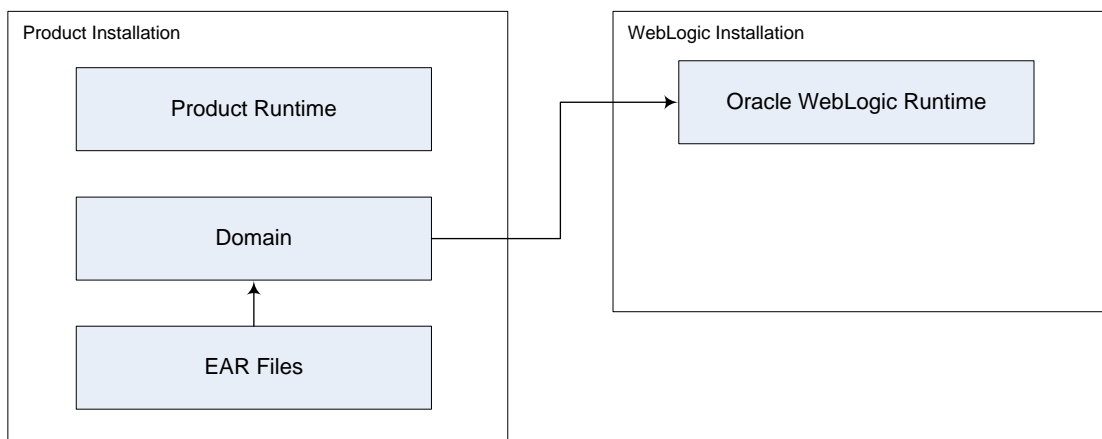 Product Installation
Product Runtime
Domain
EAR Files
WebLogic Installation
Oracle WebLogic Runtime